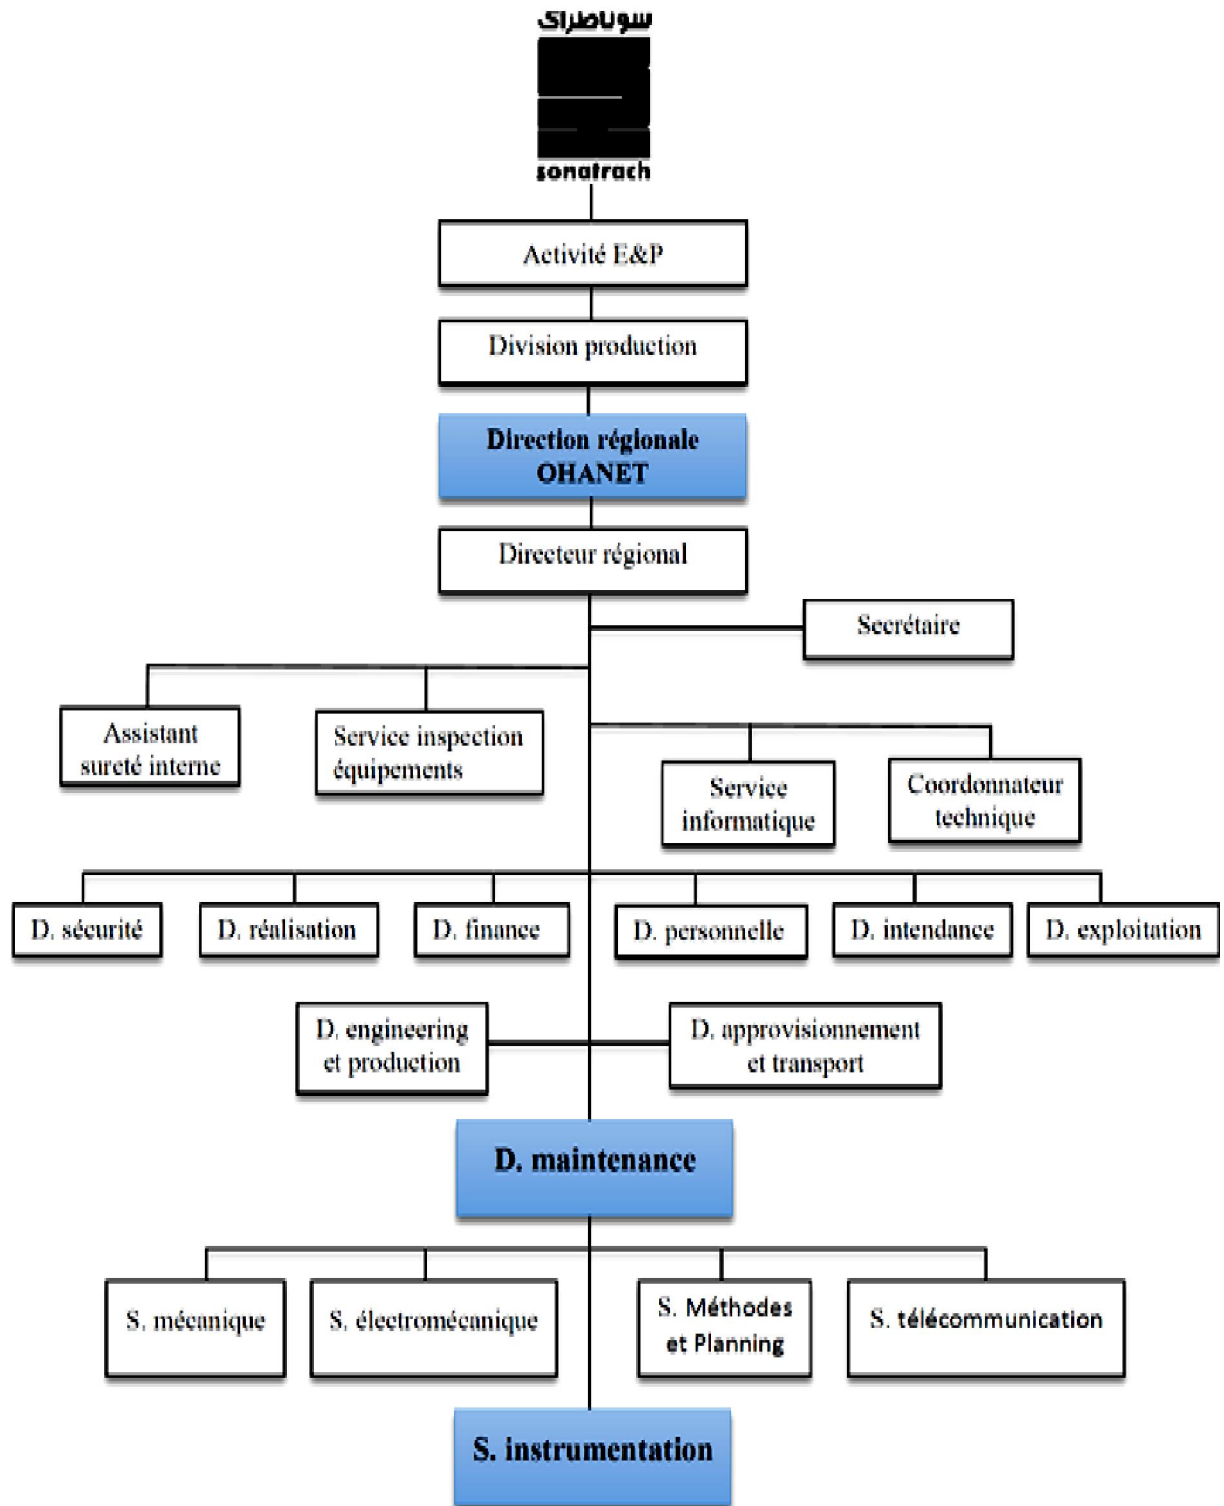 سوناطراك
sonatrach
Activité E&P
Division production
Direction régionale
OHANET
Directeur régional
Secrétaire
Assistant
sureté interne
Service inspection
équipements
Service
informatique
Coordonnateur
technique
D. sécurité
D. réalisation
D. finance
D. personnelle
D. intendance
D. exploitation
D. engineering
et production
D. approvisionnement
et transport
D. maintenance
S. mécanique
S. électromécanique
S. Méthodes
et Planning
S. télécommunication
S. instrumentation